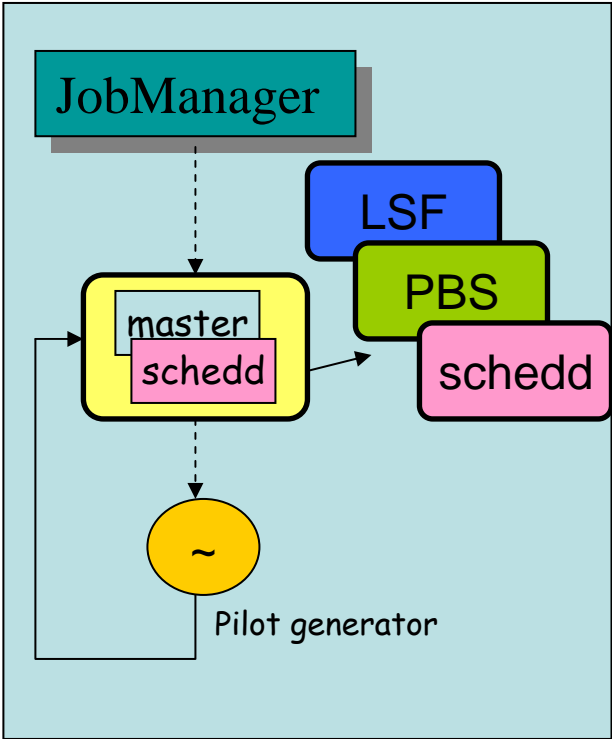 JobManager
LSF
PBS
schedd
master
schedd
~
Pilot generator